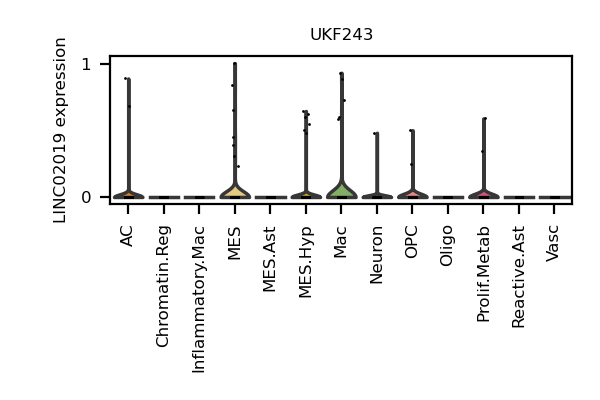 UKF243
LINC02019 expression
1
0
AC
Chromatin.Reg
Inflammatory.Mac
MES
MES.Ast
MES.Hyp
Mac
Neuron
OPC
Oligo
Prolif.Metab
Reactive.Ast
Vasc